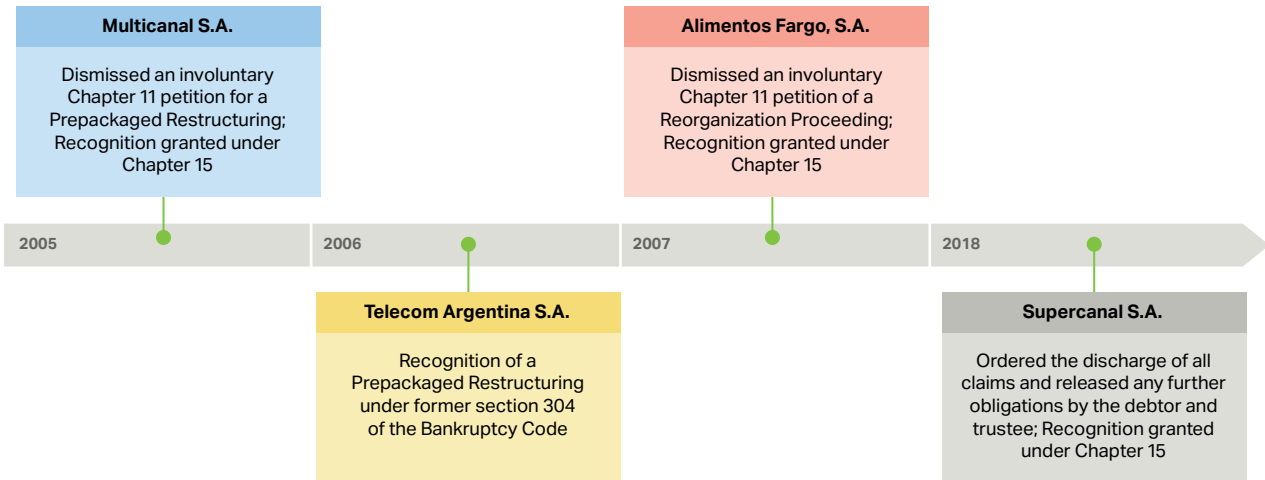 Multicanal S.A.
Dismissed an involuntary
Chapter 11 petition for a
Prepackaged Restructuring;
Recognition granted under
Chapter 15
Alimentos Fargo, S.A.
Dismissed an involuntary
Chapter 11 petition of a
Reorganization Proceeding;
Recognition granted under
Chapter 15
2005
2006
2007
2018
Telecom Argentina S.A.
Recognition of a
Prepackaged Restructuring
under former section 304
of the Bankruptcy Code
Supercanal S.A.
Ordered the discharge of all
claims and released any further
obligations by the debtor and
trustee; Recognition granted
under Chapter 15